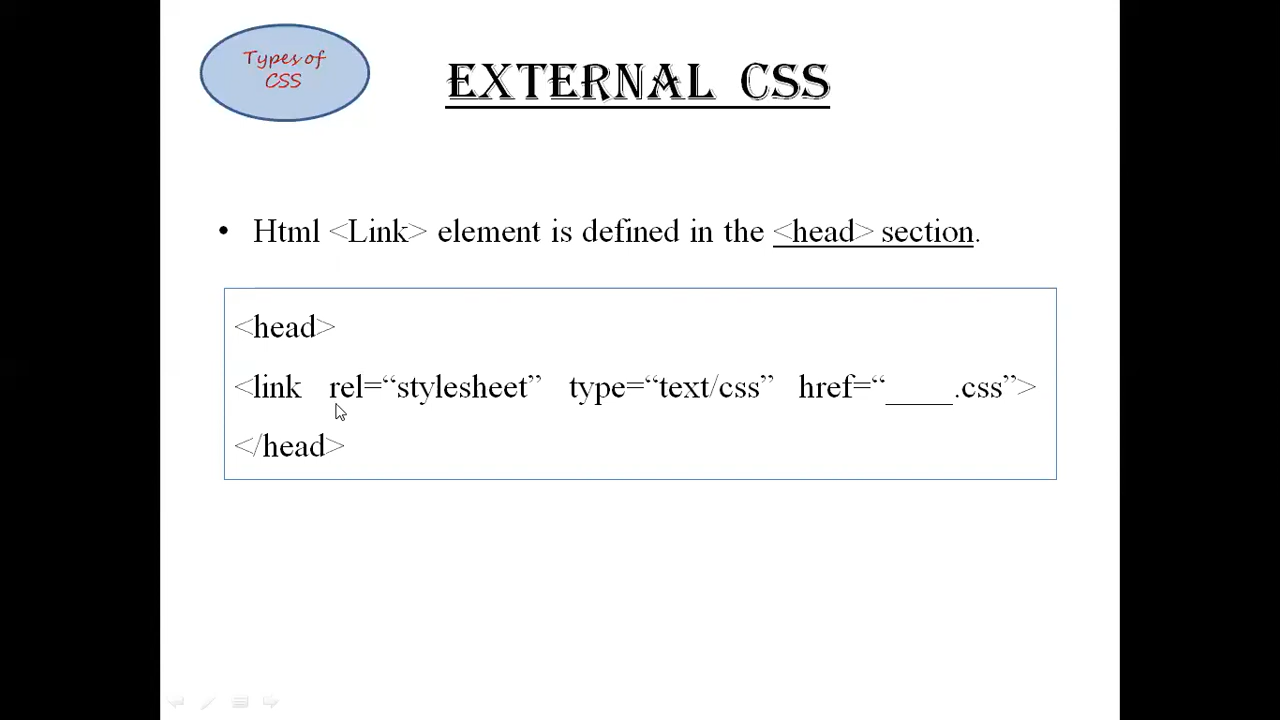 Types of
CSS
EXTERNAL CSS
• Html <Link> element is defined in the <head> section.
<head>
<link rel=“stylesheet” type=“text/css” href=“____.css”>
</head>